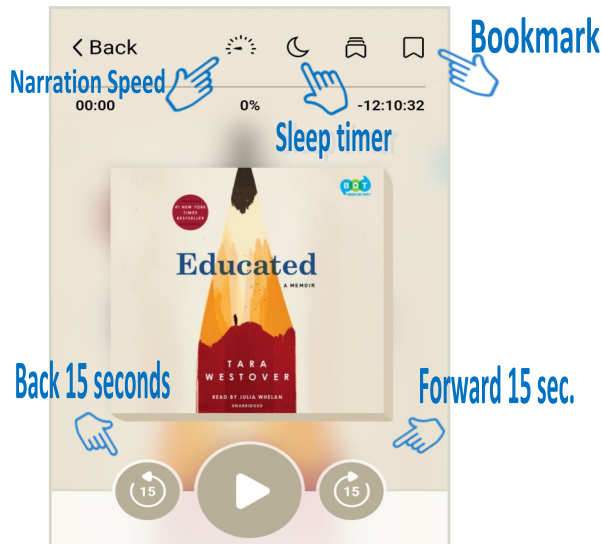 Back
Bookmark
Narration Speed
00:00
0%
-12:10:32
Sleep timer
BOT
#1 NEW YORK
TIMES
BESTSELLER
Educated
A MEMOIR
TARA
WESTOVER
READ BY JULIA WHELAN
UNABRIDGED
Back 15 seconds
Forward 15 sec.
15
15